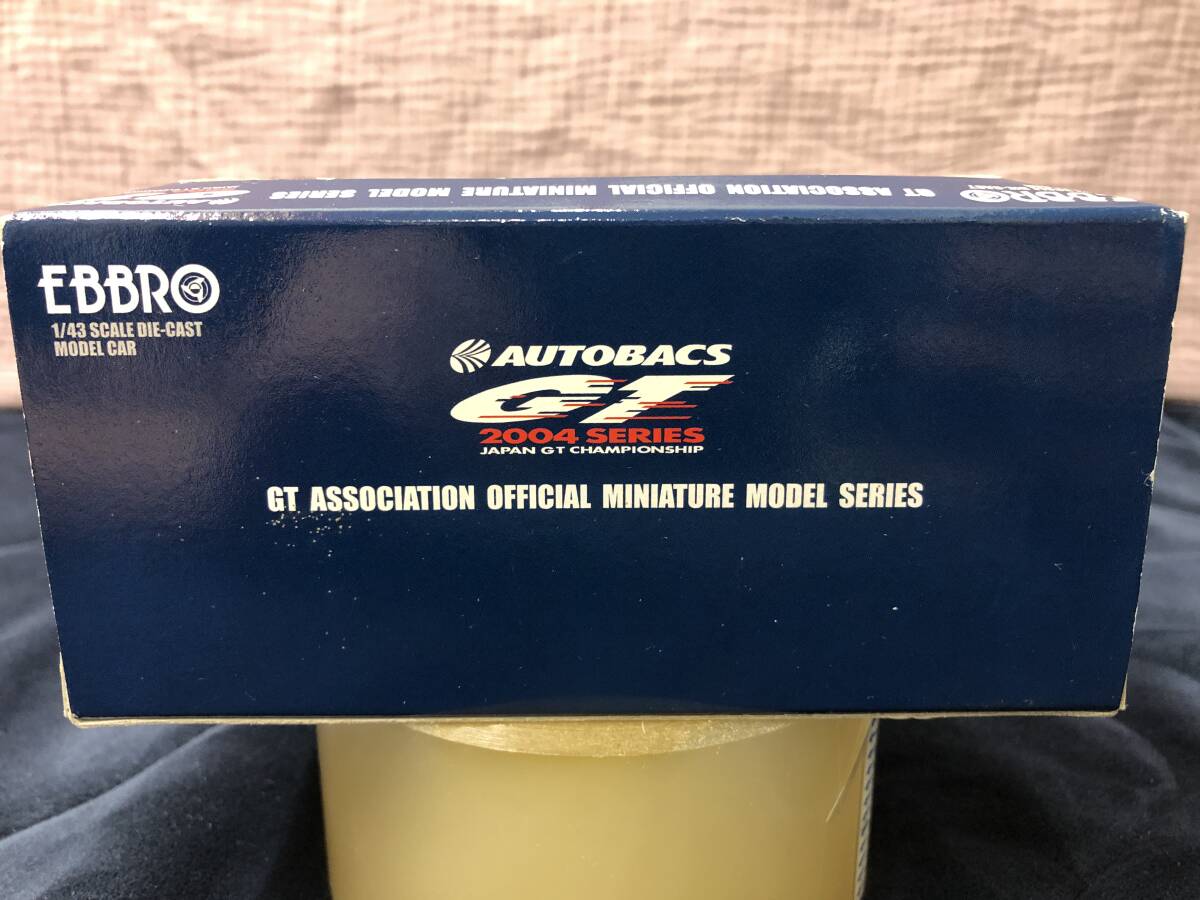 GT ASSOCIATION OFFICIAL MINIATURE MODEL SERIES
EBBRO
1/43 SCALE DIE-CAST
MODEL CAR
AUTOBACS
GT
2004 SERIES
JAPAN GT CHAMPIONSHIP
GT ASSOCIATION OFFICIAL MINIATURE MODEL SERIES